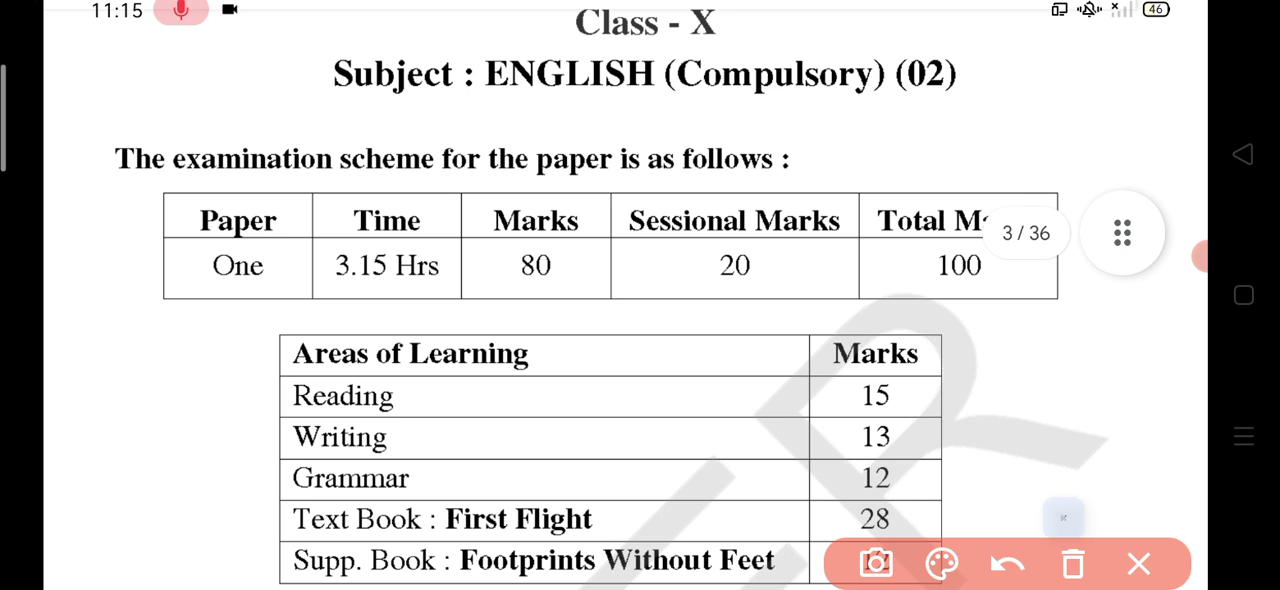 11:15
46
Class - X
Subject : ENGLISH (Compulsory) (02)
The examination scheme for the paper is as follows :
Paper Time Marks Sessional Marks Total
One 3.15 Hrs 80 20 100
3 / 36
Areas of Learning Marks
Reading 15
Writing 13
Grammar 12
Text Book : First Flight 28
Supp. Book : Footprints Without Feet